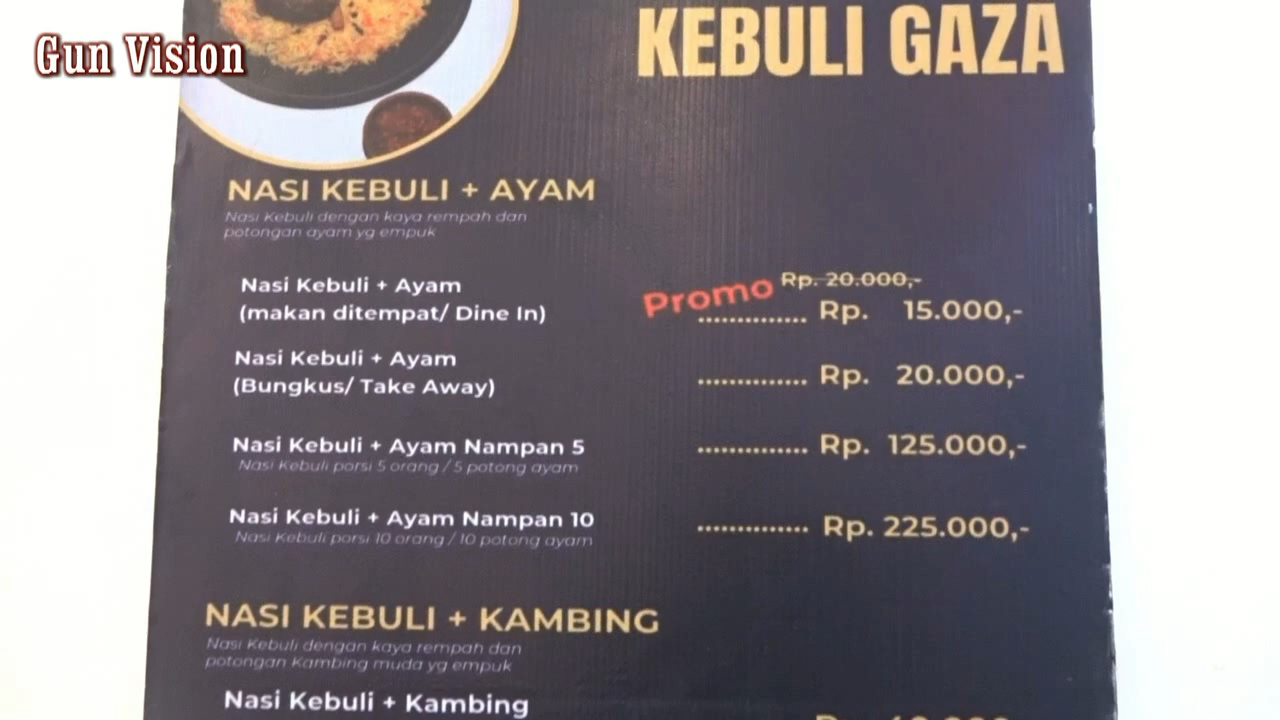 Gun Vision
KEBULI GAZA
NASI KEBULI + AYAM
Nasi Kebuli dengan kaya rempah dan
potongan ayam yg empuk
Nasi Kebuli + Ayam
(makan ditempat/ Dine In)
Promo Rp. 20.000,-
.............. Rp. 15.000,-
Nasi Kebuli + Ayam
(Bungkus/ Take Away)
.............. Rp. 20.000,-
Nasi Kebuli + Ayam Nampan 5 .............. Rp. 125.000,-
Nasi Kebuli porsi 5 orang / 5 potong ayam
Nasi Kebuli + Ayam Nampan 10 .............. Rp. 225.000,-
Nasi Kebuli porsi 10 orang / 10 potong ayam
NASI KEBULI + KAMBING
Nasi Kebuli dengan kaya rempah dan
potongan Kambing muda yg empuk
Nasi Kebuli + Kambing